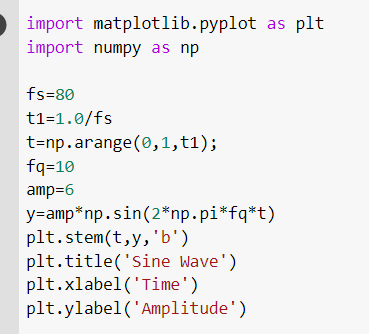 import matplotlib.pyplot as plt
import numpy as np
fs=80
t1=1.0/fs
t=np.arange(0,1,t1);
fq=10
amp=6
y=amp*np.sin(2*np.pi*fq*t)
plt.stem(t,y,'b')
plt.title('Sine Wave')
plt.xlabel('Time')
plt.ylabel('Amplitude')